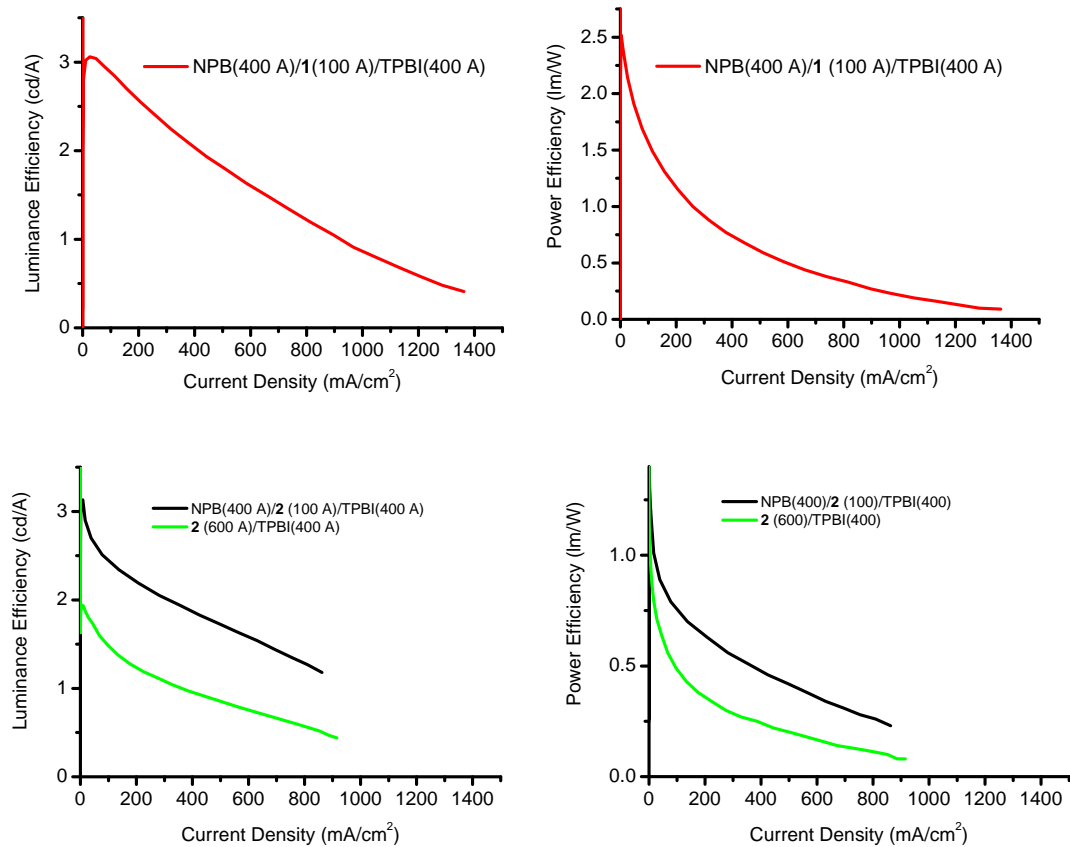 Luminance Efficiency (cd/A)
3
2
1
0
NPB(400 A)/1(100 A)/TPBI(400 A)
0 200 400 600 800 1000 1200 1400
Current Density (mA/cm²)
Power Efficiency (lm/W)
2.5
2.0
1.5
1.0
0.5
0.0
NPB(400 A)/1 (100 A)/TPBI(400 A)
0 200 400 600 800 1000 1200 1400
Current Density (mA/cm²)
Luminance Efficiency (cd/A)
3
2
1
0
NPB(400 A)/2 (100 A)/TPBI(400 A)
2 (600 A)/TPBI(400 A)
0 200 400 600 800 1000 1200 1400
Current Density (mA/cm²)
Power Efficiency (lm/W)
1.0
0.5
0.0
NPB(400)/2 (100)/TPBI(400)
2 (600)/TPBI(400)
0 200 400 600 800 1000 1200 1400
Current Density (mA/cm²)